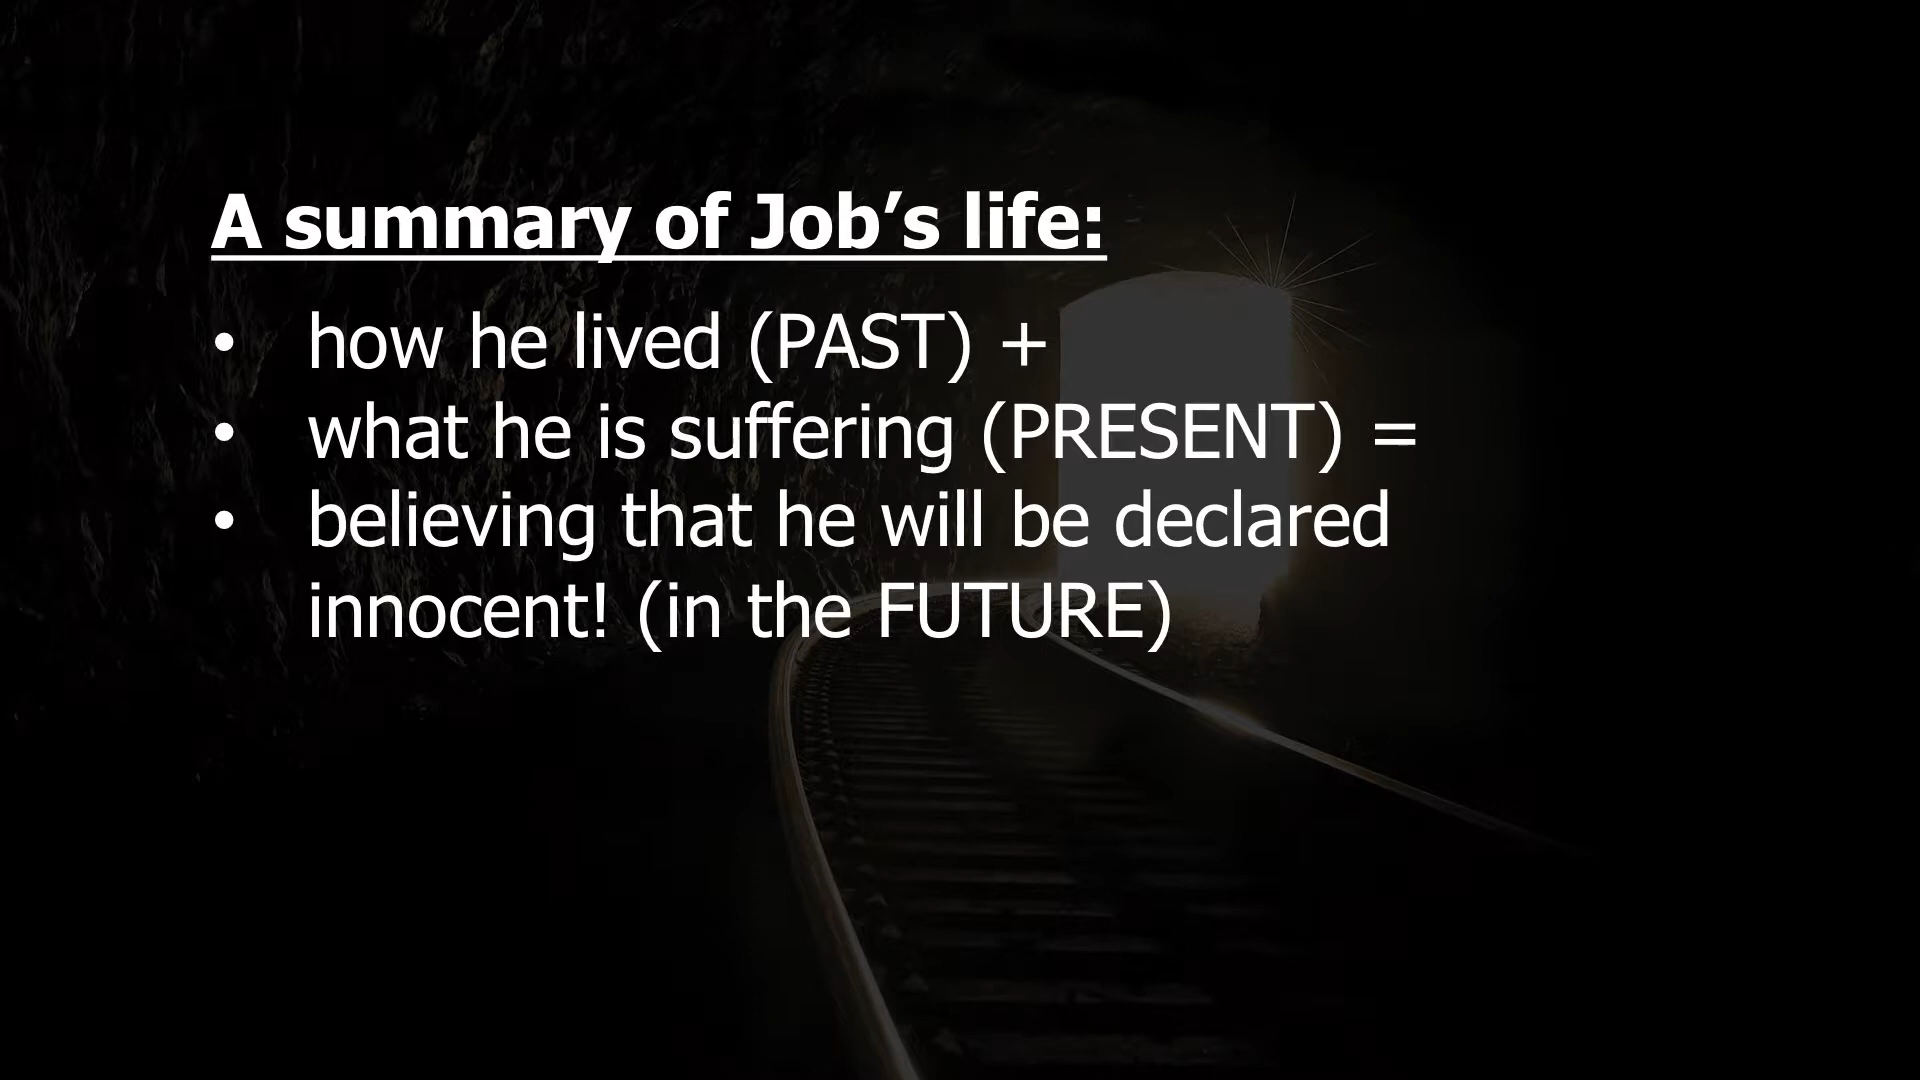 A summary of Job’s life:
• how he lived (PAST) +
• what he is suffering (PRESENT) =
• believing that he will be declared
innocent! (in the FUTURE)